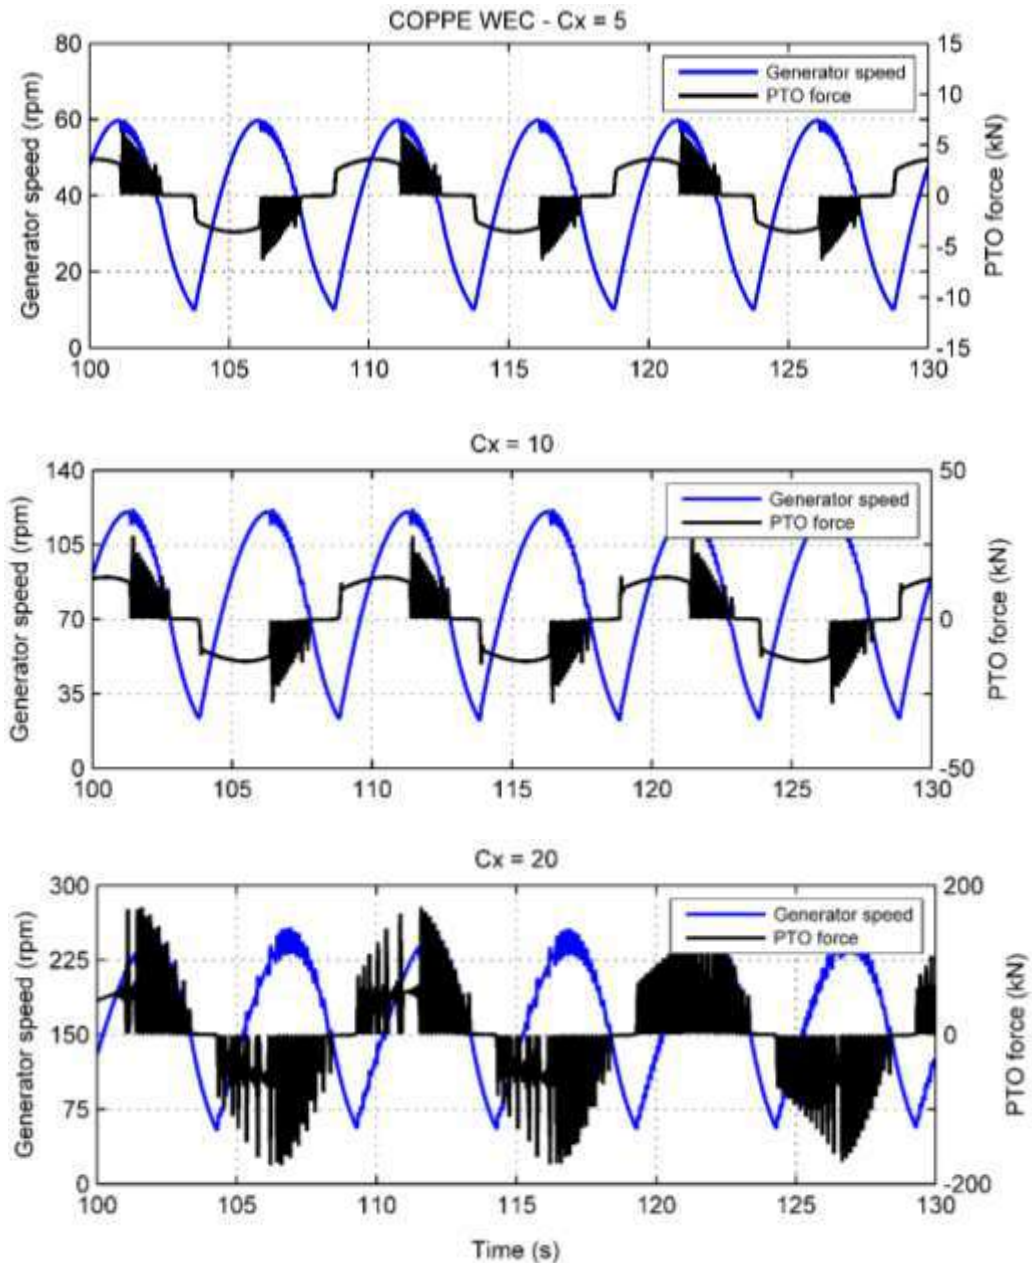 COPPE WEC - Cx = 5
Generator speed (rpm)
80
60
40
20
0
Generator speed
PTO force
15
10
5
0
-5
-10
-15
PTO force (kN)
100 105 110 115 120 125 130
Cx = 10
Generator speed (rpm)
140
105
70
35
0
Generator speed
PTO force
50
0
-50
PTO force (kN)
100 105 110 115 120 125 130
Cx = 20
Generator speed (rpm)
300
225
150
75
0
Generator speed
PTO force
200
0
-200
PTO force (kN)
100 105 110 115 120 125 130
Time (s)